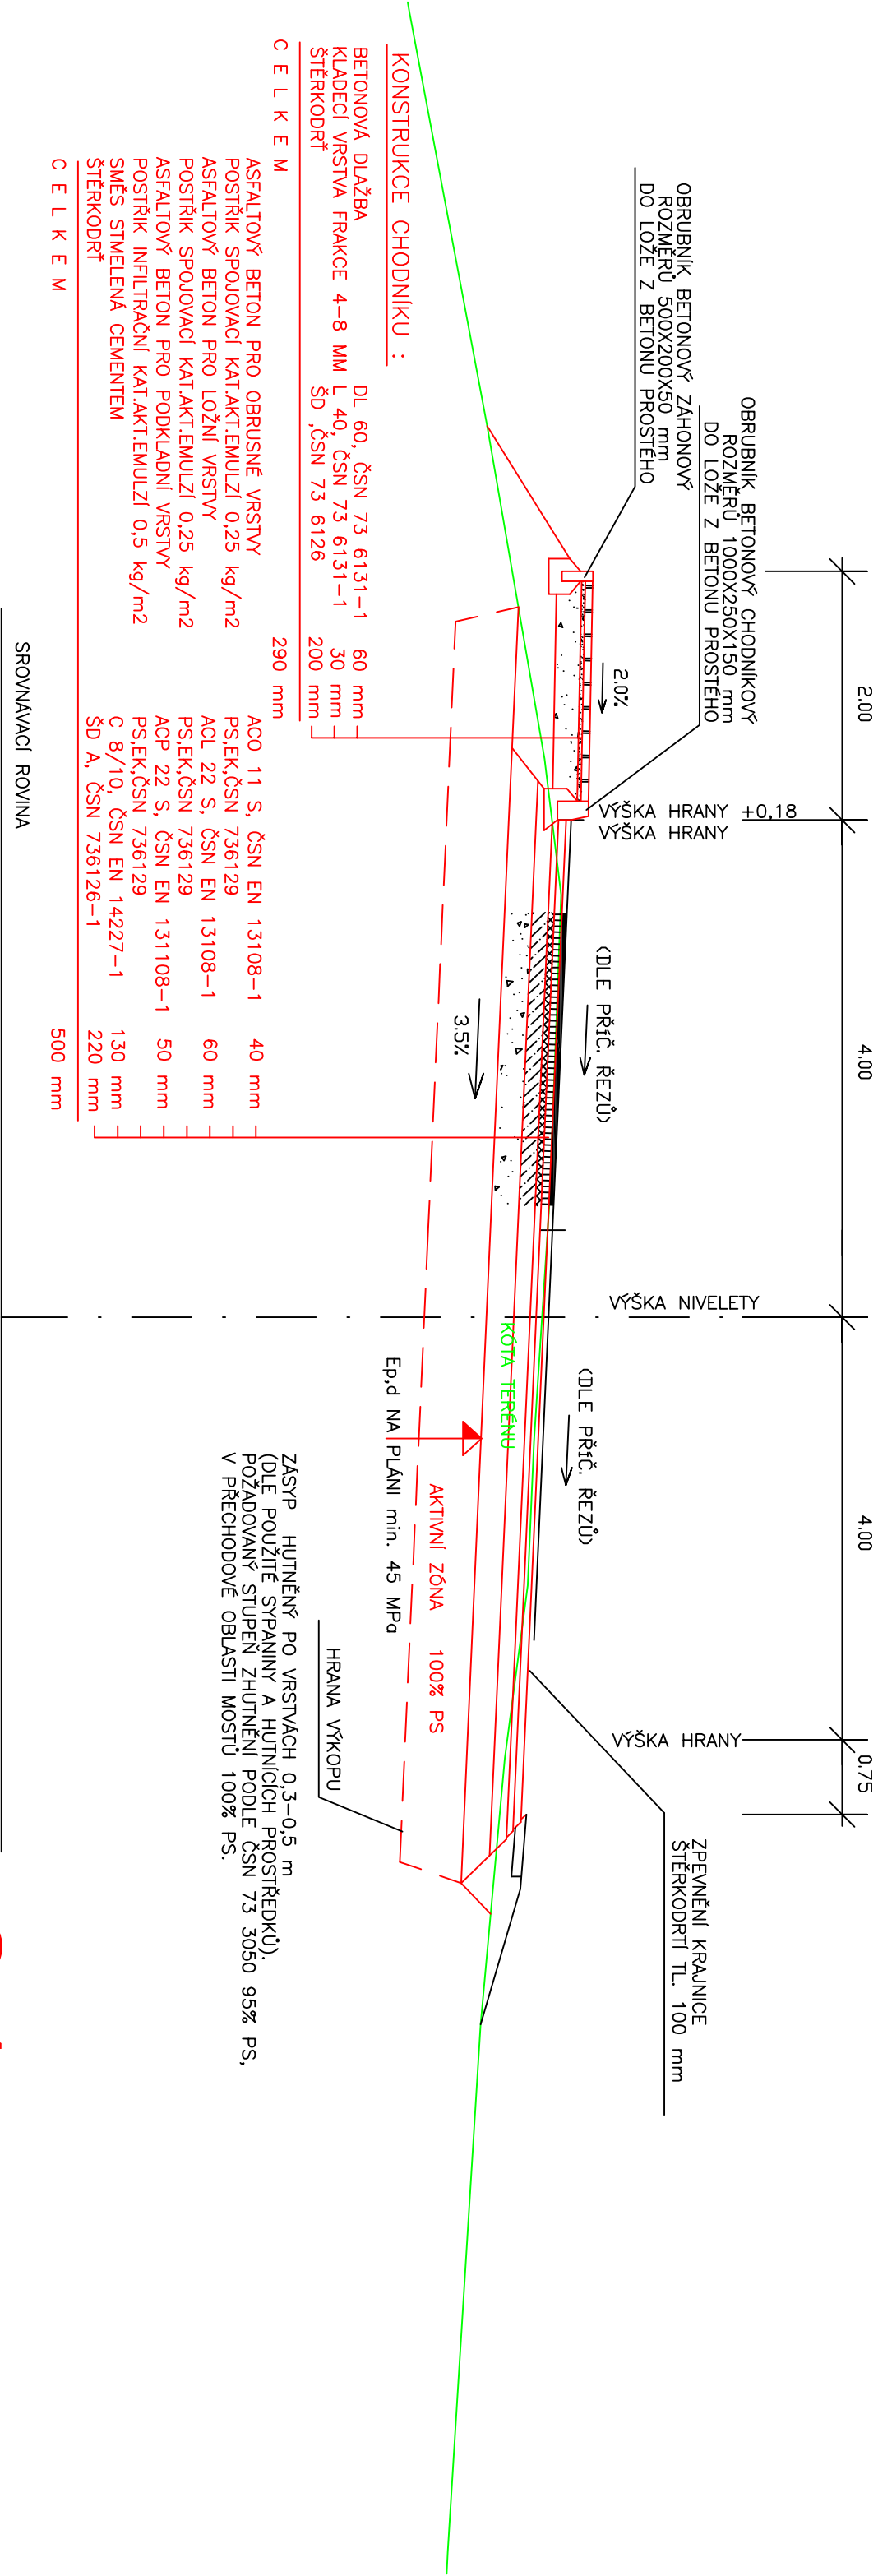 2.00
4.00
4.00
0.75
OBRUBNÍK BETONOVÝ CHODNÍKOVÝ
ROZMĚRŮ 1000X250X150 mm
DO LOŽE Z BETONU PROSTÉHO
OBRUBNÍK BETONOVÝ ZÁHONOVÝ
ROZMĚRŮ 500X200X50 mm
DO LOŽE Z BETONU PROSTÉHO
VÝŠKA HRANY +0,18
VÝŠKA HRANY
VÝŠKA NIVELETY
VÝŠKA HRANY
ZPEVNĚNÍ KRAJNICE
ŠTĚRKODRTÍ TL. 100 mm
2.0%
(DLE PŘÍČ. ŘEZŮ)
(DLE PŘÍČ. ŘEZŮ)
3.5%
KÓTA TERÉNU
AKTIVNÍ ZÓNA 100% PS
Ep,d NA PLÁNI min. 45 MPa
HRANA VÝKOPU
KONSTRUKCE CHODNÍKU :
BETONOVÁ DLAŽBA DL 60, ČSN 73 6131-1 60 mm
KLADECÍ VRSTVA FRAKCE 4-8 MM L 40, ČSN 73 6131-1 30 mm
ŠTĚRKODRŤ ŠD ,ČSN 73 6126 200 mm
C E L K E M 290 mm
ZÁSYP HUTNĚNÝ PO VRSTVÁCH 0,3-0,5 m
(DLE POUŽITÉ SYPANINY A HUTNÍCÍCH PROSTŘEDKŮ).
POŽADOVANÝ STUPEŇ ZHUTNĚNÍ PODLE ČSN 73 3050 95% PS,
V PŘECHODOVÉ OBLASTI MOSTŮ 100% PS.
ASFALTOVÝ BETON PRO OBRUSNÉ VRSTVY ACO 11 S, ČSN EN 13108-1 40 mm
POSTŘIK SPOJOVACÍ KAT.AKT.EMULZÍ 0,25 kg/m2 PS,EK,ČSN 736129
ASFALTOVÝ BETON PRO LOŽNÍ VRSTVY ACL 22 S, ČSN EN 13108-1 60 mm
POSTŘIK SPOJOVACÍ KAT.AKT.EMULZÍ 0,25 kg/m2 PS,EK,ČSN 736129
ASFALTOVÝ BETON PRO PODKLADNÍ VRSTVY ACP 22 S, ČSN EN 131108-1 50 mm
POSTŘIK INFILTRAČNÍ KAT.AKT.EMULZÍ 0,5 kg/m2 PS,EK,ČSN 736129
SMĚS STMELENÁ CEMENTEM C 8/10, ČSN EN 14227-1 130 mm
ŠTĚRKODRŤ ŠD A, ČSN 736126-1 220 mm
C E L K E M 500 mm
SROVNÁVACÍ ROVINA